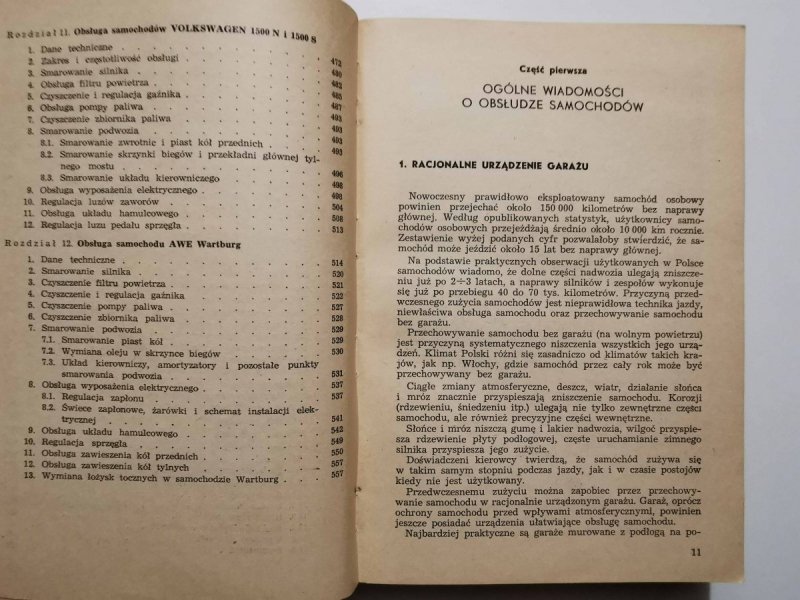 Rozdział 11. Obsługa samochodów VOLKSWAGEN 1500 N i 1500 S
1. Dane techniczne
2. Zakres i częstotliwość obsługi 472
3. Smarowanie silnika 480
4. Obsługa filtru powietrza 483
5. Czyszczenie i regulacja gaźnika 485
6. Obsługa pompy paliwa 487
7. Czyszczenie zbiornika paliwa 493
8. Smarowanie podwozia 493
8.1. Smarowanie zwrotnic i piast kół przednich 493
8.2. Smarowanie skrzynki biegów i przekładni głównej tyl-
nego mostu 496
8.3. Smarowanie układu kierowniczego 498
9. Obsługa wyposażenia elektrycznego 498
10. Regulacja luzów zaworów 504
11. Obsługa układu hamulcowego 508
12. Regulacja luzu pedału sprzęgła 513
Rozdział 12. Obsługa samochodu AWE Wartburg
1. Dane techniczne 514
2. Smarowanie silnika 520
3. Czyszczenie filtru powietrza 521
4. Czyszczenie i regulacja gaźnika 522
5. Czyszczenie pompy paliwa 527
6. Czyszczenie zbiornika paliwa 528
7. Smarowanie podwozia 529
7.1. Smarowanie piast kół 529
7.2. Wymiana oleju w skrzynce biegów 530
7.3. Układ kierowniczy, amortyzatory i pozostałe punkty
smarowania podwozia 531
8. Obsługa wyposażenia elektrycznego 537
8.1. Regulacja zapłonu 537
8.2. Świece zapłonowe, żarówki i schemat instalacji elek-
trycznej 541
9. Obsługa układu hamulcowego 542
10. Regulacja sprzęgła 549
11. Obsługa zawieszenia kół przednich 550
12. Obsługa zawieszenia kół tylnych 557
13. Wymiana łożysk tocznych w samochodzie Wartburg 557
Część pierwsza
OGÓLNE WIADOMOŚCI
O OBSŁUDZE SAMOCHODÓW
1. RACJONALNE URZĄDZENIE GARAŻU
Nowoczesny prawidłowo eksploatowany samochód osobowy
powinien przejechać około 150 000 kilometrów bez naprawy
głównej. Według opublikowanych statystyk, użytkownicy samo-
chodów osobowych przejeżdżają średnio około 10 000 km rocznie.
Zestawienie wyżej podanych cyfr pozwalałoby stwierdzić, że sa-
mochód może jeździć około 15 lat bez naprawy głównej.
Na podstawie praktycznych obserwacji użytkowanych w Polsce
samochodów wiadomo, że dolne części nadwozia ulegają zniszcze-
niu już po 2÷3 latach, a naprawy silników i zespołów wykonu-
je się już po przebiegu 40 do 70 tys. kilometrów. Przyczyną przed-
wczesnego zużycia samochodów jest nieprawidłowa technika jazdy,
niewłaściwa obsługa samochodu oraz przechowywanie samochodu
bez garażu.
Przechowywanie samochodu bez garażu (na wolnym powietrzu)
jest przyczyną systematycznego niszczenia wszystkich jego urzą-
dzeń. Klimat Polski różni się zasadniczo od klimatów takich kra-
jów, jak np. Włochy, gdzie samochód przez cały rok może być
przechowywany bez garażu.
Ciągłe zmiany atmosferyczne, deszcz, wiatr, działanie słońca
i mróz znacznie przyspieszają zniszczenie samochodu. Korozji
(rdzewieniu, śniedzeniu itp.) ulegają nie tylko zewnętrzne części
samochodu, ale również precyzyjne części wewnętrzne.
Słońce i mróz niszczą gumę i lakier nadwozia, wilgoć przyspie-
sza rdzewienie płyty podłogowej, częste uruchamianie zimnego
silnika przyspiesza jego zużycie.
Doświadczeni kierowcy twierdzą, że samochód zużywa się
w takim samym stopniu podczas jazdy, jak i w czasie postojów
kiedy nie jest użytkowany.
Przedwczesnemu zużyciu można zapobiec przez przechowy-
wanie samochodu w racjonalnie urządzonym garażu. Garaż, oprócz
ochrony samochodu przed wpływami atmosferycznymi, powinien
jeszcze posiadać urządzenia ułatwiające obsługę samochodu.
Najbardziej praktyczne są garaże murowane z podłogą na po-
11